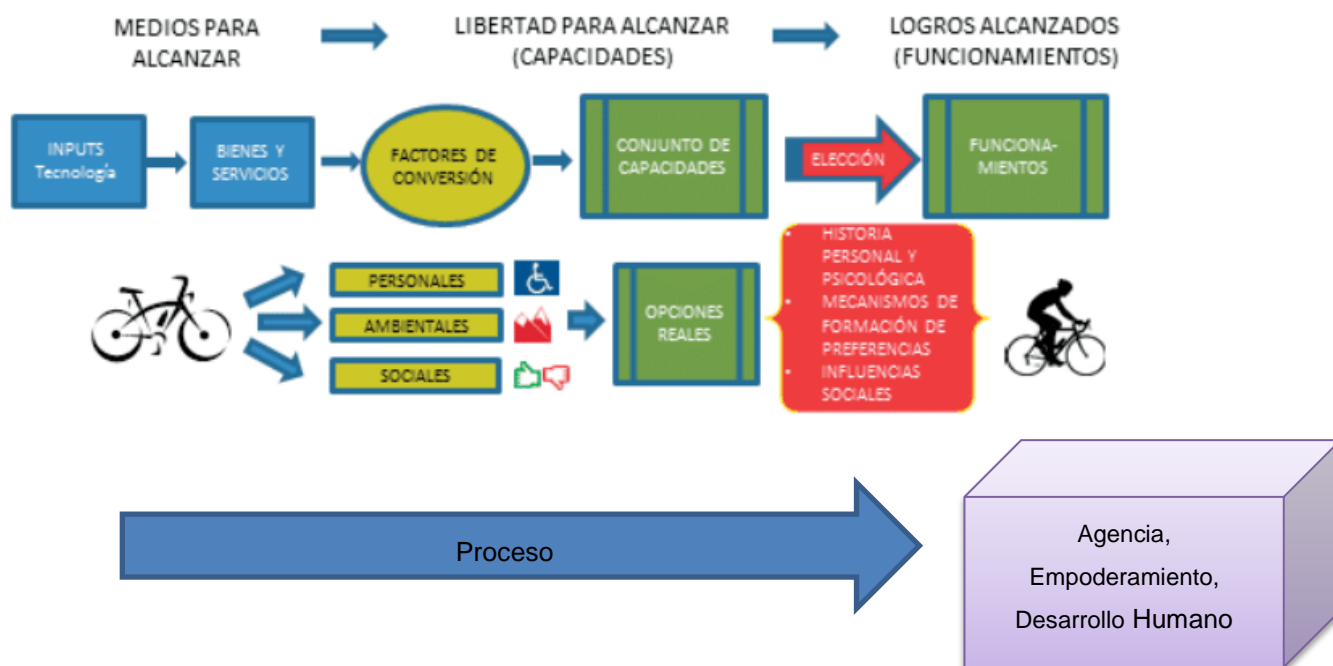 MEDIOS PARA
ALCANZAR
LIBERTAD PARA ALCANZAR
(CAPACIDADES)
LOGROS ALCANZADOS
(FUNCIONAMIENTOS)
INPUTS
Tecnología
BIENES Y
SERVICIOS
FACTORES DE
CONVERSIÓN
CONJUNTO DE
CAPACIDADES
ELECCIÓN
FUNCIONA-
MIENTOS
PERSONALES
AMBIENTALES
SOCIALES
OPCIONES
REALES
• HISTORIA
PERSONAL Y
PSICOLÓGICA
• MECANISMOS DE
FORMACIÓN DE
PREFERENCIAS
• INFLUENCIAS
SOCIALES
Proceso
Agencia,
Empoderamiento,
Desarrollo Humano